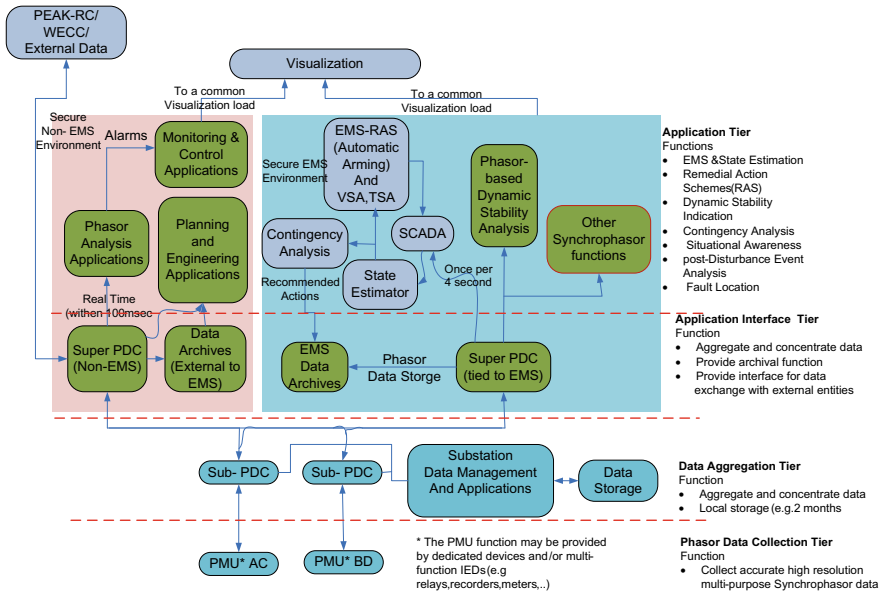 PEAK-RC/
WECC/
External Data
Visualization
To a common
Visualization load
To a common
Visualization load
Secure
Non- EMS
Environment
Alarms
Monitoring &
Control
Applications
Phasor
Analysis
Applications
Planning
and
Engineering
Applications
Real Time
(withen 100msec
Super PDC
(Non-EMS)
Data
Archives
(External to
EMS)
Secure EMS
Environment
EMS-RAS
(Automatic
Arming)
And
VSA,TSA
Contingency
Analysis
SCADA
State
Estimator
Recommended
Actions
Once per
4 second
Phasor-
based
Dynamic
Stability
Analysis
Other
Synchrophasor
functions
EMS
Data
Archives
Phasor
Data Storge
Super PDC
(tied to EMS)
Application Tier
Functions
• EMS &State Estimation
• Remedial Action
Schemes(RAS)
• Dynamic Stability
Indication
• Contingency Analysis
• Situational Awareness
• post-Disturbance Event
Analysis
• Fault Location
Application Interface Tier
Function
• Aggregate and concentrate data
• Provide archival function
• Provide interface for data
exchange with external entities
Sub- PDC
Sub- PDC
Substation
Data Management
And Applications
Data
Storage
Data Aggregation Tier
Function
• Aggregate and concentrate data
• Local storage (e.g.2 months
PMU* AC
PMU* BD
* The PMU function may be provided
by dedicated devices and/or multi-
function IEDs(e.g
relays,recorders,meters,..)
Phasor Data Collection Tier
Function
• Collect accurate high resolution
multi-purpose Synchrophasor data